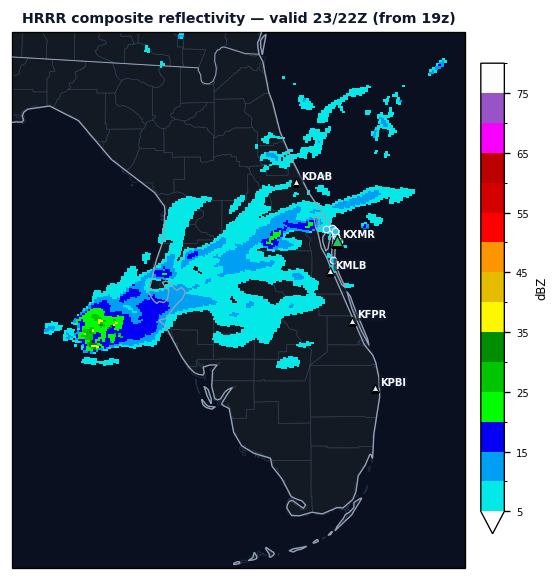 HRRR composite reflectivity — valid 23/22Z (from 19z)
KDAB
KXMR
KMLB
KFPR
KPBI
75
65
55
45
35
25
15
5
dBZ